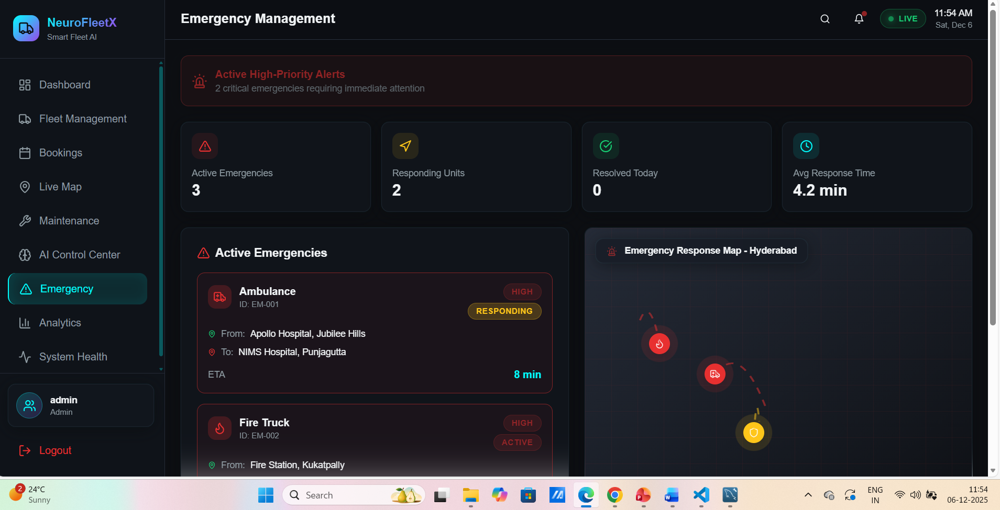 NeuroFleetX
Smart Fleet AI
Dashboard
Fleet Management
Bookings
Live Map
Maintenance
AI Control Center
Emergency
Analytics
System Health
admin
Admin
Logout
Emergency Management
LIVE
11:54 AM
Sat, Dec 6
Active High-Priority Alerts
2 critical emergencies requiring immediate attention
Active Emergencies
3
Responding Units
2
Resolved Today
0
Avg Response Time
4.2 min
Active Emergencies
Ambulance
ID: EM-001
HIGH
RESPONDING
From: Apollo Hospital, Jubilee Hills
To: NIMS Hospital, Punjagutta
ETA
8 min
Fire Truck
ID: EM-002
HIGH
ACTIVE
From: Fire Station, Kukatpally
Emergency Response Map - Hyderabad
2
24°C
Sunny
Search
P
W
ENG
IN
11:54
06-12-2025